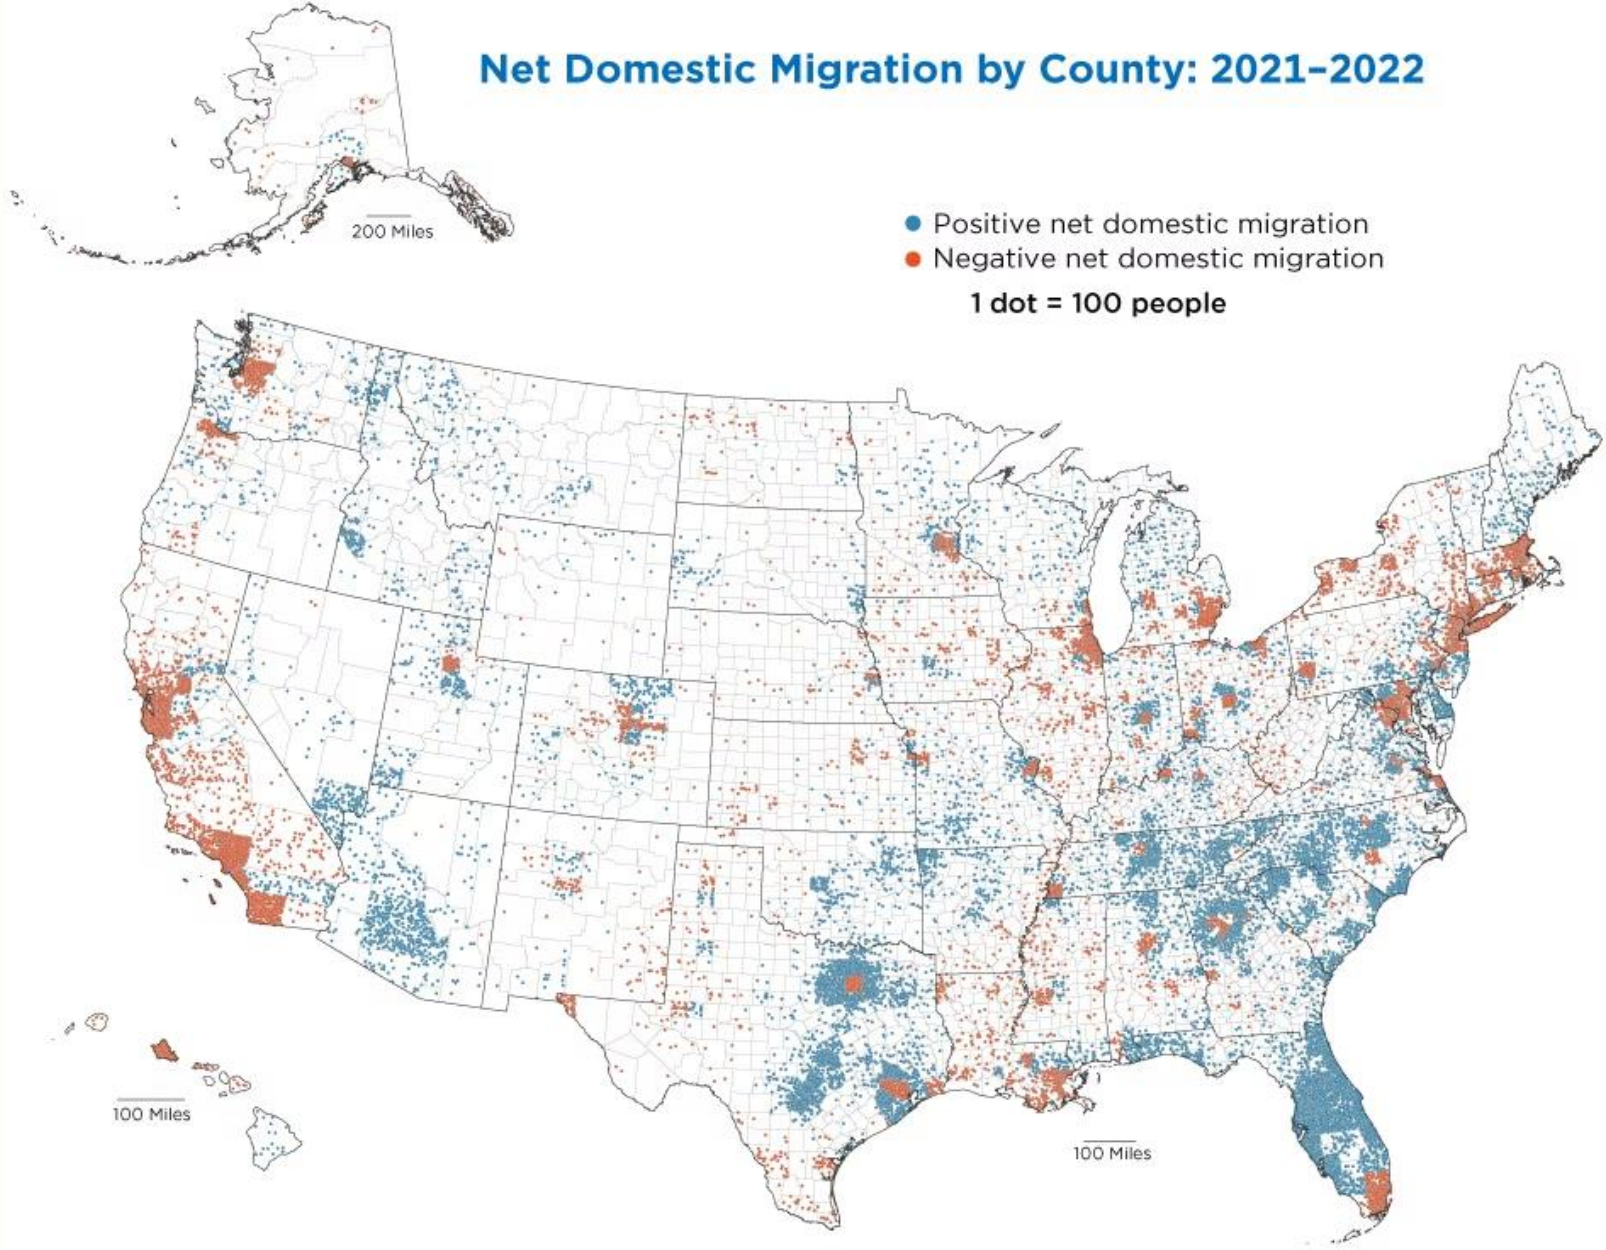 Net Domestic Migration by County: 2021–2022
200 Miles
Positive net domestic migration
Negative net domestic migration
1 dot = 100 people
100 Miles
100 Miles